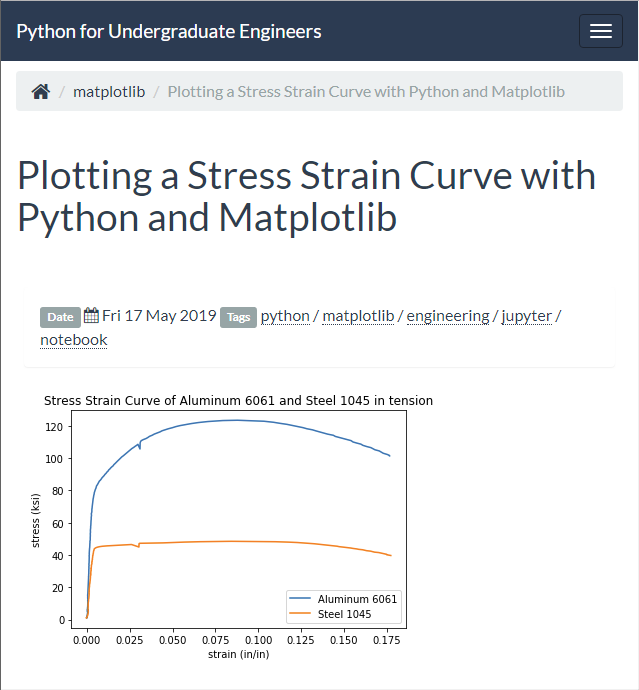 Python for Undergraduate Engineers
/ matplotlib / Plotting a Stress Strain Curve with Python and Matplotlib
Plotting a Stress Strain Curve with
Python and Matplotlib
Date Fri 17 May 2019 Tags python / matplotlib / engineering / jupyter /
notebook
Stress Strain Curve of Aluminum 6061 and Steel 1045 in tension
120
100
80
60
40
20
0
stress (ksi)
Aluminum 6061
Steel 1045
0.000 0.025 0.050 0.075 0.100 0.125 0.150 0.175
strain (in/in)